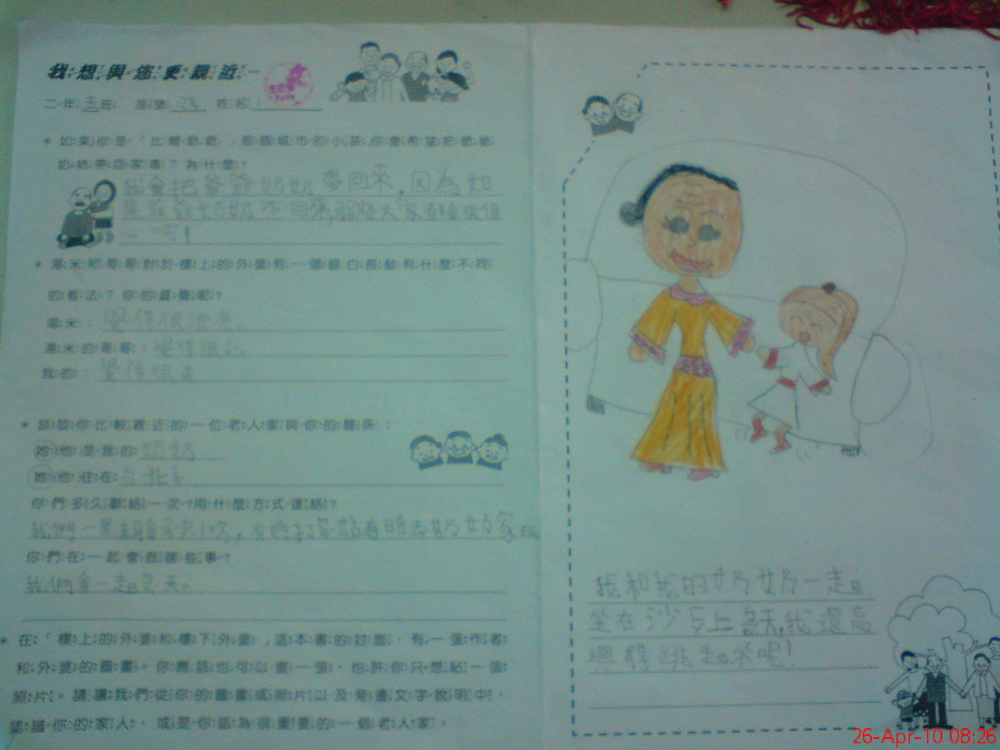 我想與您更親近
二年五班 座號:28 姓名:
*如果你是「比爾爺爺」那個城市的小孩,你會希望把爺爺
奶奶帶回家嗎?為什麼?
我會把爺爺奶奶帶回來,因為如
果爺爺奶奶不回來,那麼大家都會很傷
心唷!
*湯米和哥哥對於樓上的外婆有一頭銀白長髮有什麼不同
的看法?你的感覺呢?
湯米:覺得很漂亮。
湯米的哥哥:覺得很
我的:覺得很
*談談你比較親近的一位老人家與你的關係:
她(他)是我的:奶奶
她(他)住在:台北
你們多久聯絡一次?用什麼方式連絡?
我們一星期會聯絡1次,有時打電話有時去奶奶家玩
你們在一起會做哪些事?
我們會一起聊天。
*在「樓上的外婆和樓下外婆」這本書的封面,有一張作者
和外婆的圖畫。你應該也可以畫一張,也許你只想貼一張
照片。請讓我們從你的圖畫或照片以及旁邊文字說明中,
認識你的家人,或是你認為很重要的一個老人家。
我和我的奶奶一起
坐在沙ㄈㄚ上聊天,我還高
興得跳起來呢!
26-Apr-10 08:26